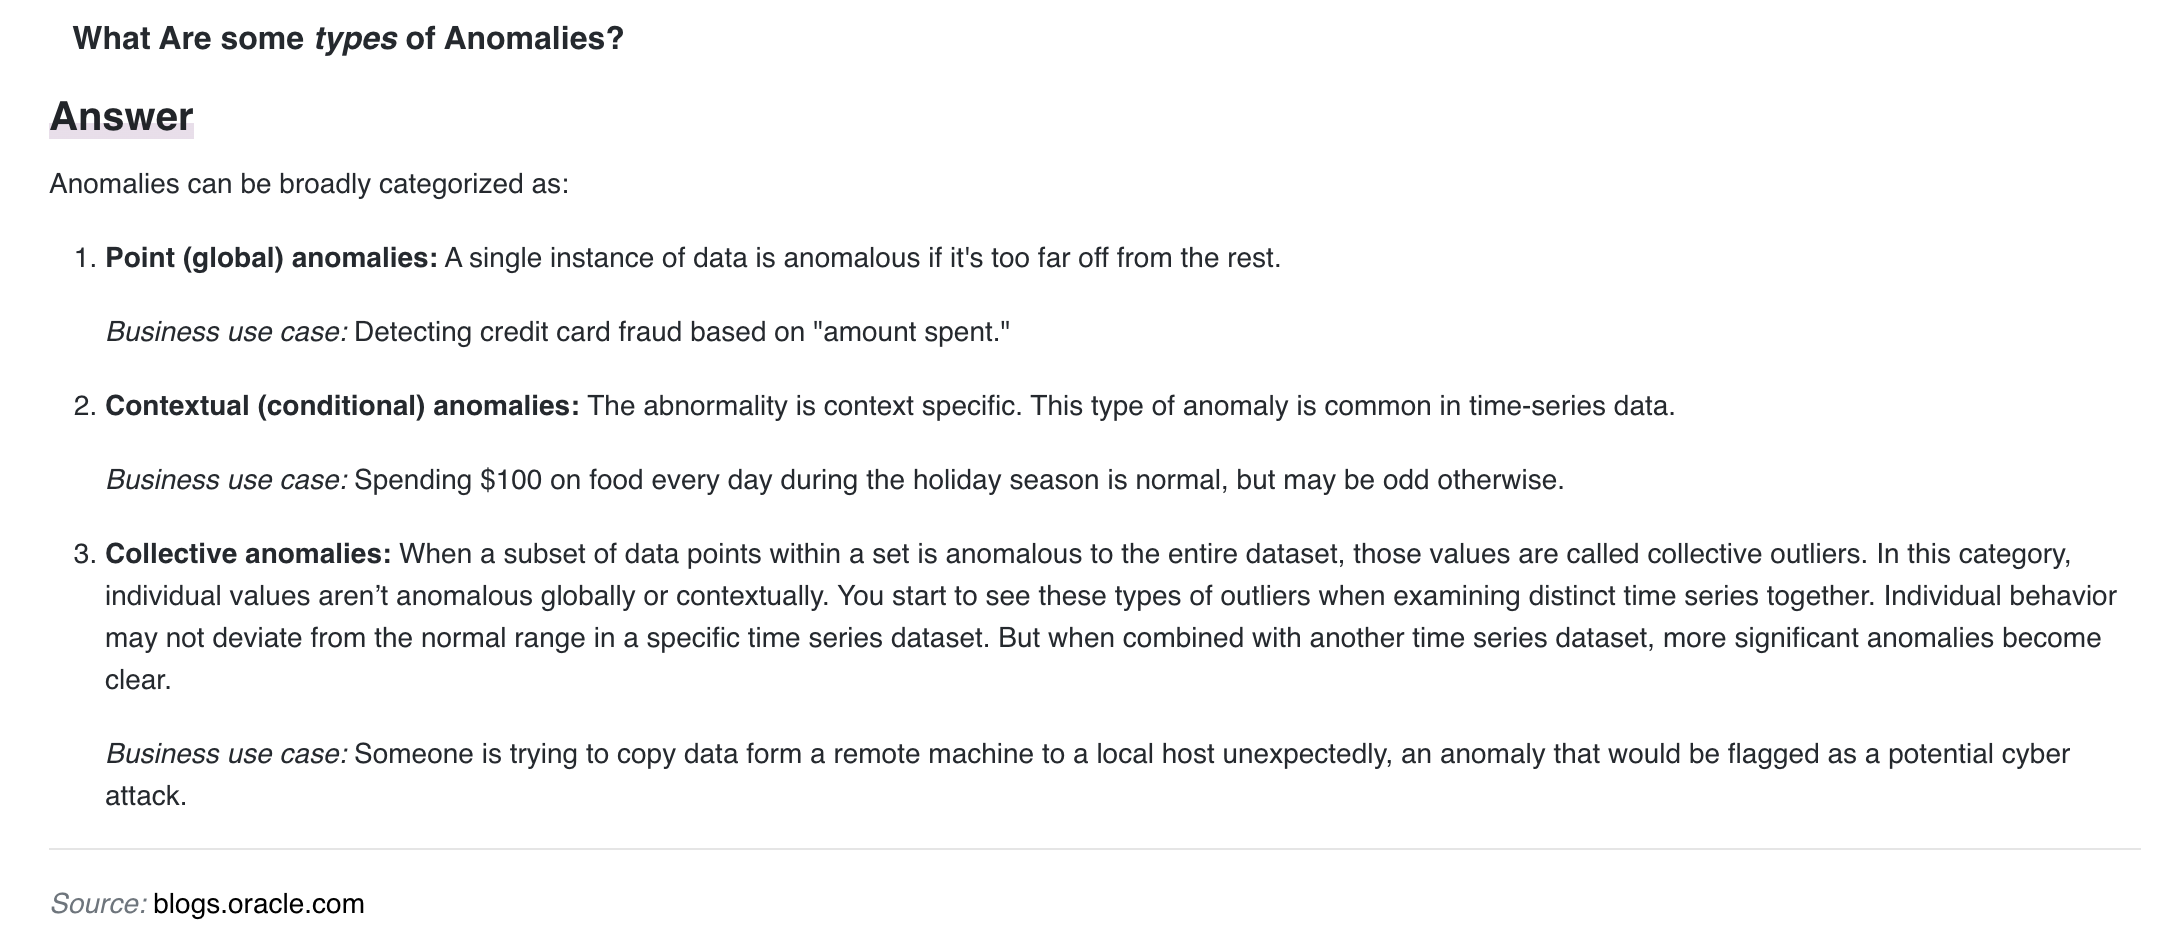 What Are some types of Anomalies?
Answer
Anomalies can be broadly categorized as:
1. Point (global) anomalies: A single instance of data is anomalous if it's too far off from the rest.
Business use case: Detecting credit card fraud based on "amount spent."
2. Contextual (conditional) anomalies: The abnormality is context specific. This type of anomaly is common in time-series data.
Business use case: Spending $100 on food every day during the holiday season is normal, but may be odd otherwise.
3. Collective anomalies: When a subset of data points within a set is anomalous to the entire dataset, those values are called collective outliers. In this category,
individual values aren’t anomalous globally or contextually. You start to see these types of outliers when examining distinct time series together. Individual behavior
may not deviate from the normal range in a specific time series dataset. But when combined with another time series dataset, more significant anomalies become
clear.
Business use case: Someone is trying to copy data form a remote machine to a local host unexpectedly, an anomaly that would be flagged as a potential cyber
attack.
Source: blogs.oracle.com